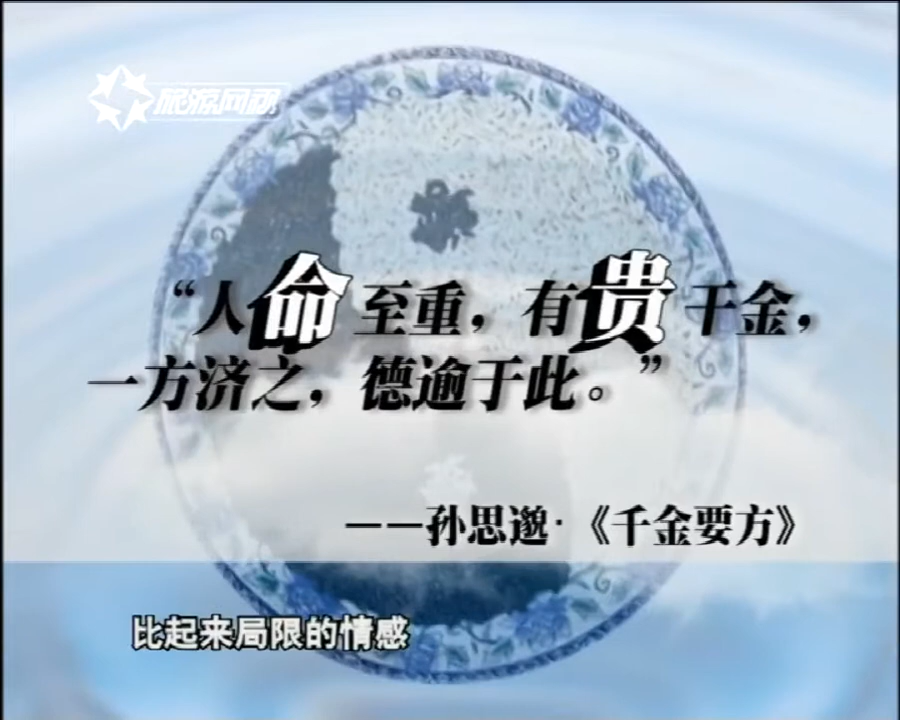 旅游网视
“人命至重，有贵千金，
一方济之，德逾于此。”
——孙思邈·《千金要方》
比起来局限的情感